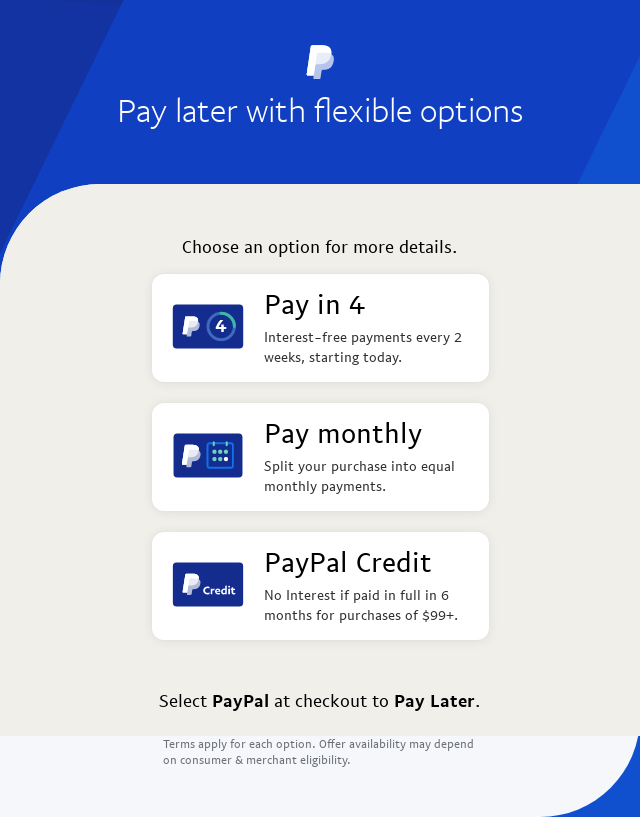 Pay later with flexible options
Choose an option for more details.
4
Pay in 4
Interest-free payments every 2
weeks, starting today.
Pay monthly
Split your purchase into equal
monthly payments.
Credit
PayPal Credit
No Interest if paid in full in 6
months for purchases of $99+.
Select PayPal at checkout to Pay Later.
Terms apply for each option. Offer availability may depend
on consumer & merchant eligibility.